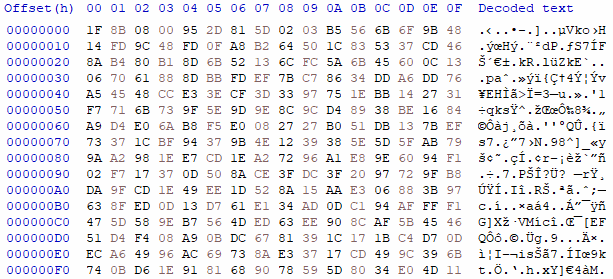 Offset(h) 00 01 02 03 04 05 06 07 08 09 0A 0B 0C 0D 0E 0F Decoded text
00000000 1F 8B 08 00 95 2D 81 5D 02 03 B5 56 6B 6F 9B 48 .‹..•-.]..µVko›H
00000010 14 FD 9C 48 FD 0F A8 B2 64 50 1C 83 53 37 CD 46 .ýœHý.¨²dP.ƒS7ÍF
00000020 8A B4 80 B1 8D 6B 52 13 6C FC 5A 6B 45 60 0C 13 Š´€±.kR.lüZkE`..
00000030 06 70 61 88 8D BB FD EF 7B C7 86 34 DD A6 DD 76 .paˆ.»ýï{Ç†4Ý¦Ýv
00000040 A5 45 48 CC E3 3E CF 3D 33 97 75 1E BB 14 27 31 ¥EHÌã>Ï=3—u.».'1
00000050 F7 71 6B 73 9F 5E 9D 9E 8C 9C D4 89 38 BE 16 84 ÷qksŸ^.žŒœÔ‰8¾.„
00000060 A9 D4 E0 6A B8 F5 E0 08 27 27 B0 51 DB 13 7B EF ©Ôàj¸õà.''°QÛ.{ï
00000070 73 37 1C BF 94 37 9B 4E 12 39 38 5E 5D 5F AB 79 s7.¿”7›N.98^]_«y
00000080 9A A2 98 1E E7 CD 1E A2 72 96 A1 E8 9E 60 94 F1 š¢˜.çÍ.¢r–¡èž`”ñ
00000090 02 F7 17 37 0D 50 8A CE 3F DC 3F 20 97 72 9F B8 .÷.7.PŠÎ?Ü? —rŸ¸
000000A0 DA 9F CD 1E 49 EE 1D 52 8A 15 AA E3 06 88 3B 97 ÚŸÍ.Iî.RŠ.ªã.ˆ;—
000000B0 63 8F ED 0D 13 D7 61 E1 34 AD 0D C1 94 AF FF F1 c.í..×aá4.Á”¯ÿñ
000000C0 47 5D 58 9E B7 56 4D ED 63 EE 90 8C AF 5B 45 46 G]Xž·VMícî.Œ¯[EF
000000D0 51 D4 F4 08 A9 0B DC 67 81 39 1C 17 1B C4 D7 0D QÔô.©.Üg.9...Ä×.
000000E0 EC A6 49 96 AC 69 73 8A E3 37 17 CD 49 9C 39 6B ì¦I–¬isŠã7.ÍIœ9k
000000F0 74 0B D6 1E 91 81 68 90 78 59 5D 80 34 E0 4D 11 t.Ö.‘.h.xY]€4àM.